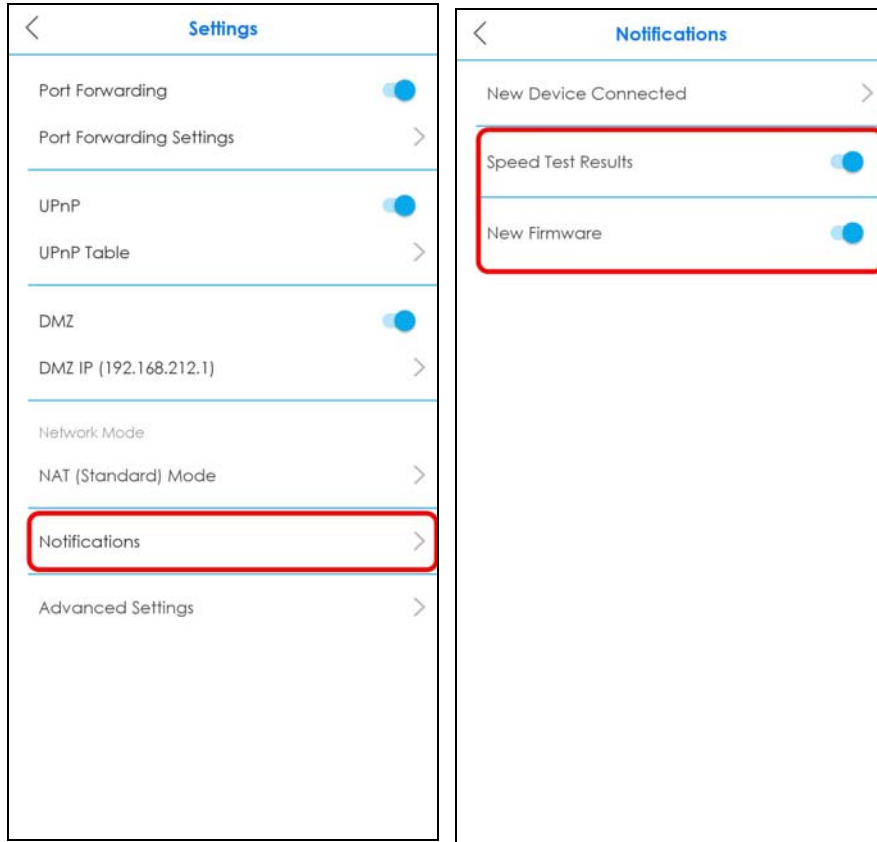 Settings
Port Forwarding
Port Forwarding Settings
UPnP
UPnP Table
DMZ
DMZ IP (192.168.212.1)
Network Mode
NAT (Standard) Mode
Notifications
Advanced Settings
Notifications
New Device Connected
Speed Test Results
New Firmware